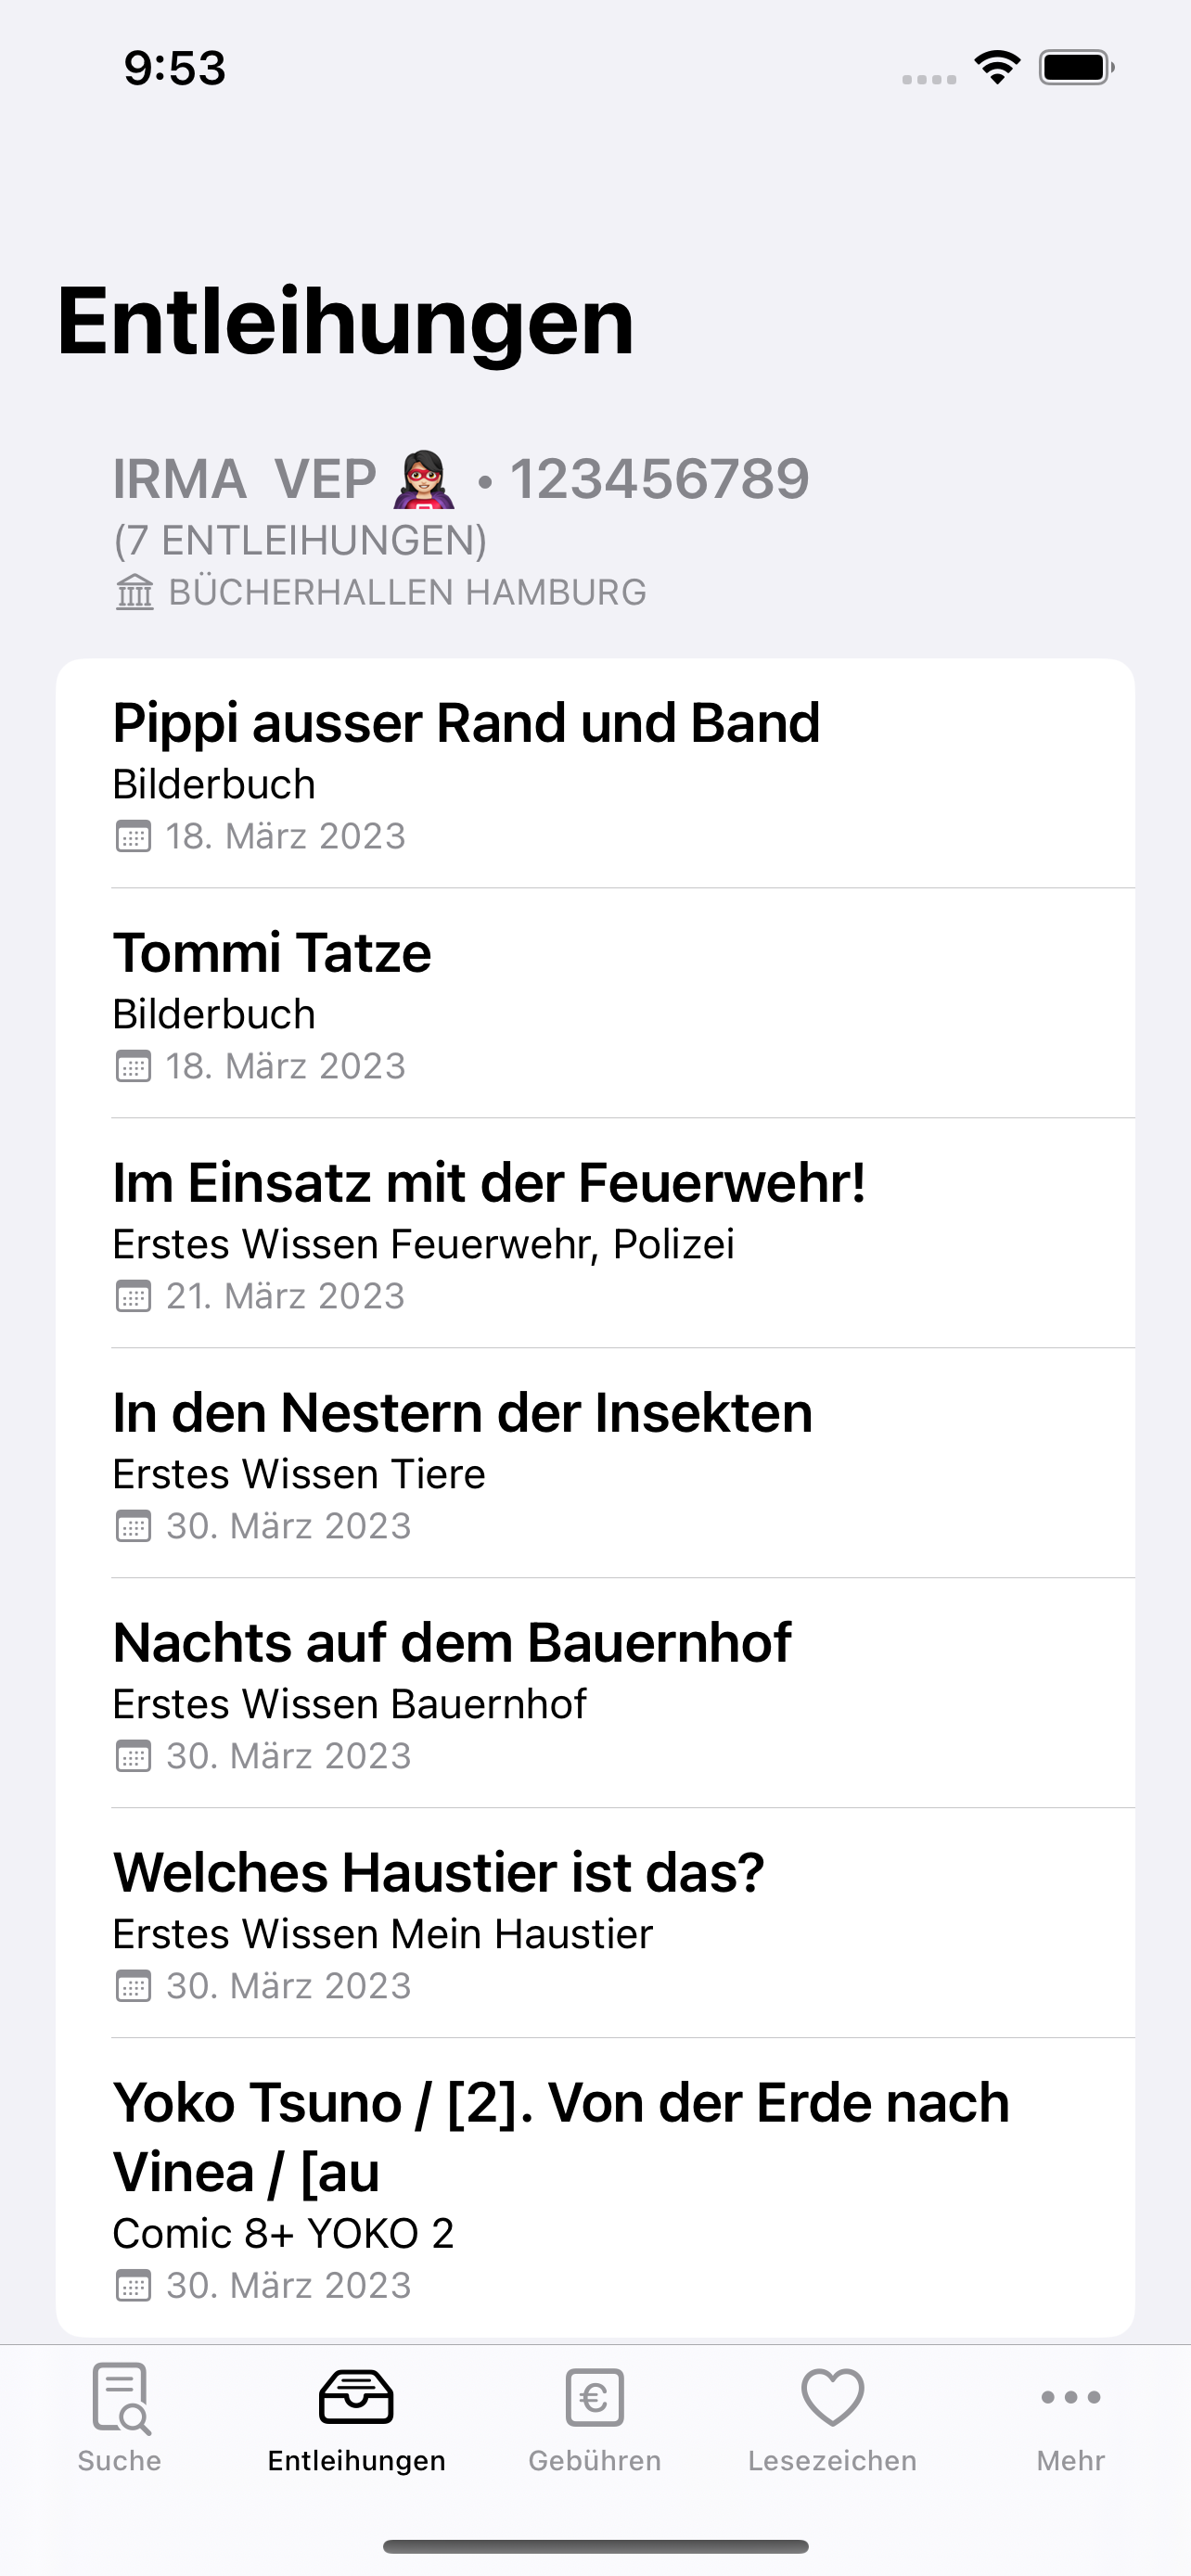 9:53
Entleihungen
IRMA  VEP 🦸🏻‍♀️ • 123456789
(7 ENTLEIHUNGEN)
BÜCHERHALLEN HAMBURG
Pippi ausser Rand und Band
Bilderbuch
18. März 2023
Tommi Tatze
Bilderbuch
18. März 2023
Im Einsatz mit der Feuerwehr!
Erstes Wissen Feuerwehr, Polizei
21. März 2023
In den Nestern der Insekten
Erstes Wissen Tiere
30. März 2023
Nachts auf dem Bauernhof
Erstes Wissen Bauernhof
30. März 2023
Welches Haustier ist das?
Erstes Wissen Mein Haustier
30. März 2023
Yoko Tsuno / [2]. Von der Erde nach
Vinea / [au
Comic 8+ YOKO 2
30. März 2023
Suche Entleihungen Gebühren Lesezeichen Mehr